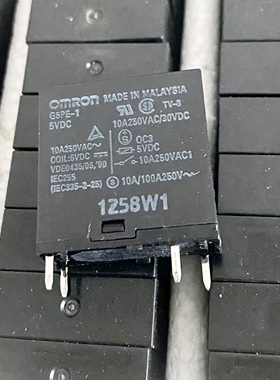 OMRON MADE IN MALAYSIA
G5PE-1 TV-8
5VDC 10A250VAC/30VDC
10A250VAC~ OC3
COIL:5VDC 5VDC
VDE0435/05,'90 10A250VAC1
IEC255
(IEC335-2-25) S 10A/100A250V~
1258W1